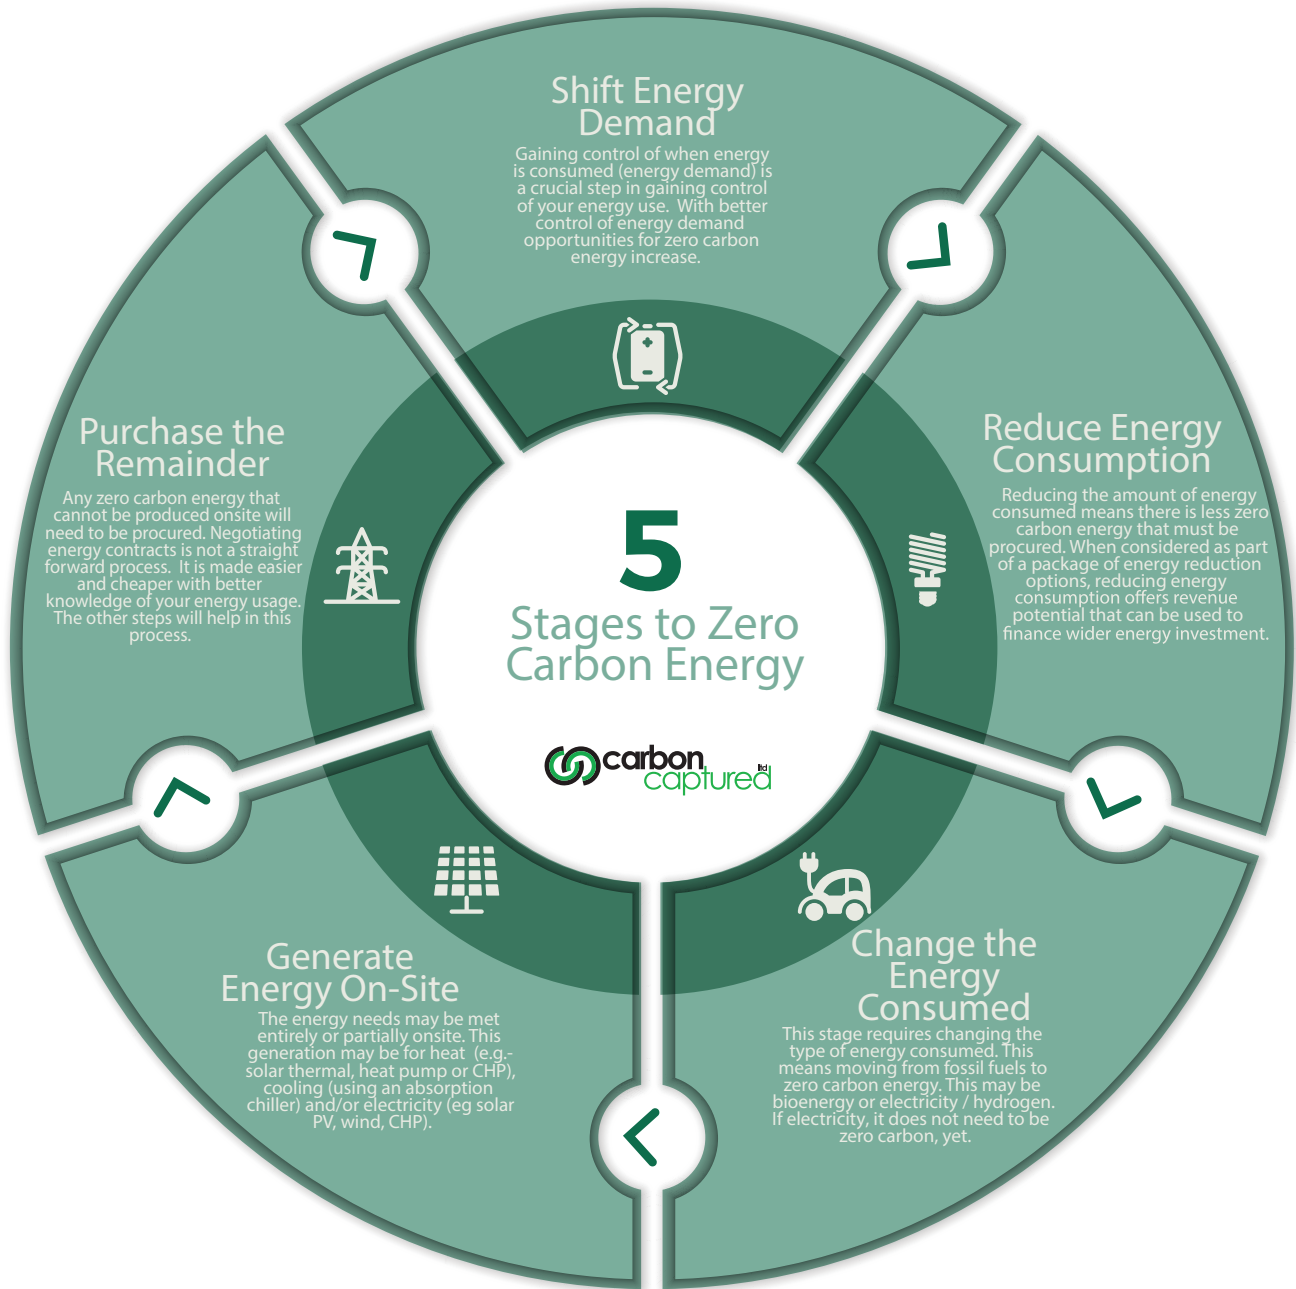 5
Stages to Zero
Carbon Energy
carbon
captured ltd
Shift Energy
Demand
Gaining control of when energy
is consumed (energy demand) is
a crucial step in gaining control
of your energy use. With better
control of energy demand
opportunities for zero carbon
energy increase.
Reduce Energy
Consumption
Reducing the amount of energy
consumed means there is less zero
carbon energy that must be
procured. When considered as part
of a package of energy reduction
options, reducing energy
consumption offers revenue
potential that can be used to
finance wider energy investment.
Change the
Energy
Consumed
This stage requires changing the
type of energy consumed. This
means moving from fossil fuels to
zero carbon energy. This may be
bioenergy or electricity / hydrogen.
If electricity, it does not need to be
zero carbon, yet.
Generate
Energy On-Site
The energy needs may be met
entirely or partially onsite. This
generation may be for heat (e.g.-
solar thermal, heat pump or CHP),
cooling (using an absorption
chiller) and/or electricity (eg solar
PV, wind, CHP).
Purchase the
Remainder
Any zero carbon energy that
cannot be produced onsite will
need to be procured. Negotiating
energy contracts is not a straight
forward process. It is made easier
and cheaper with better
knowledge of your energy usage.
The other steps will help in this
process.